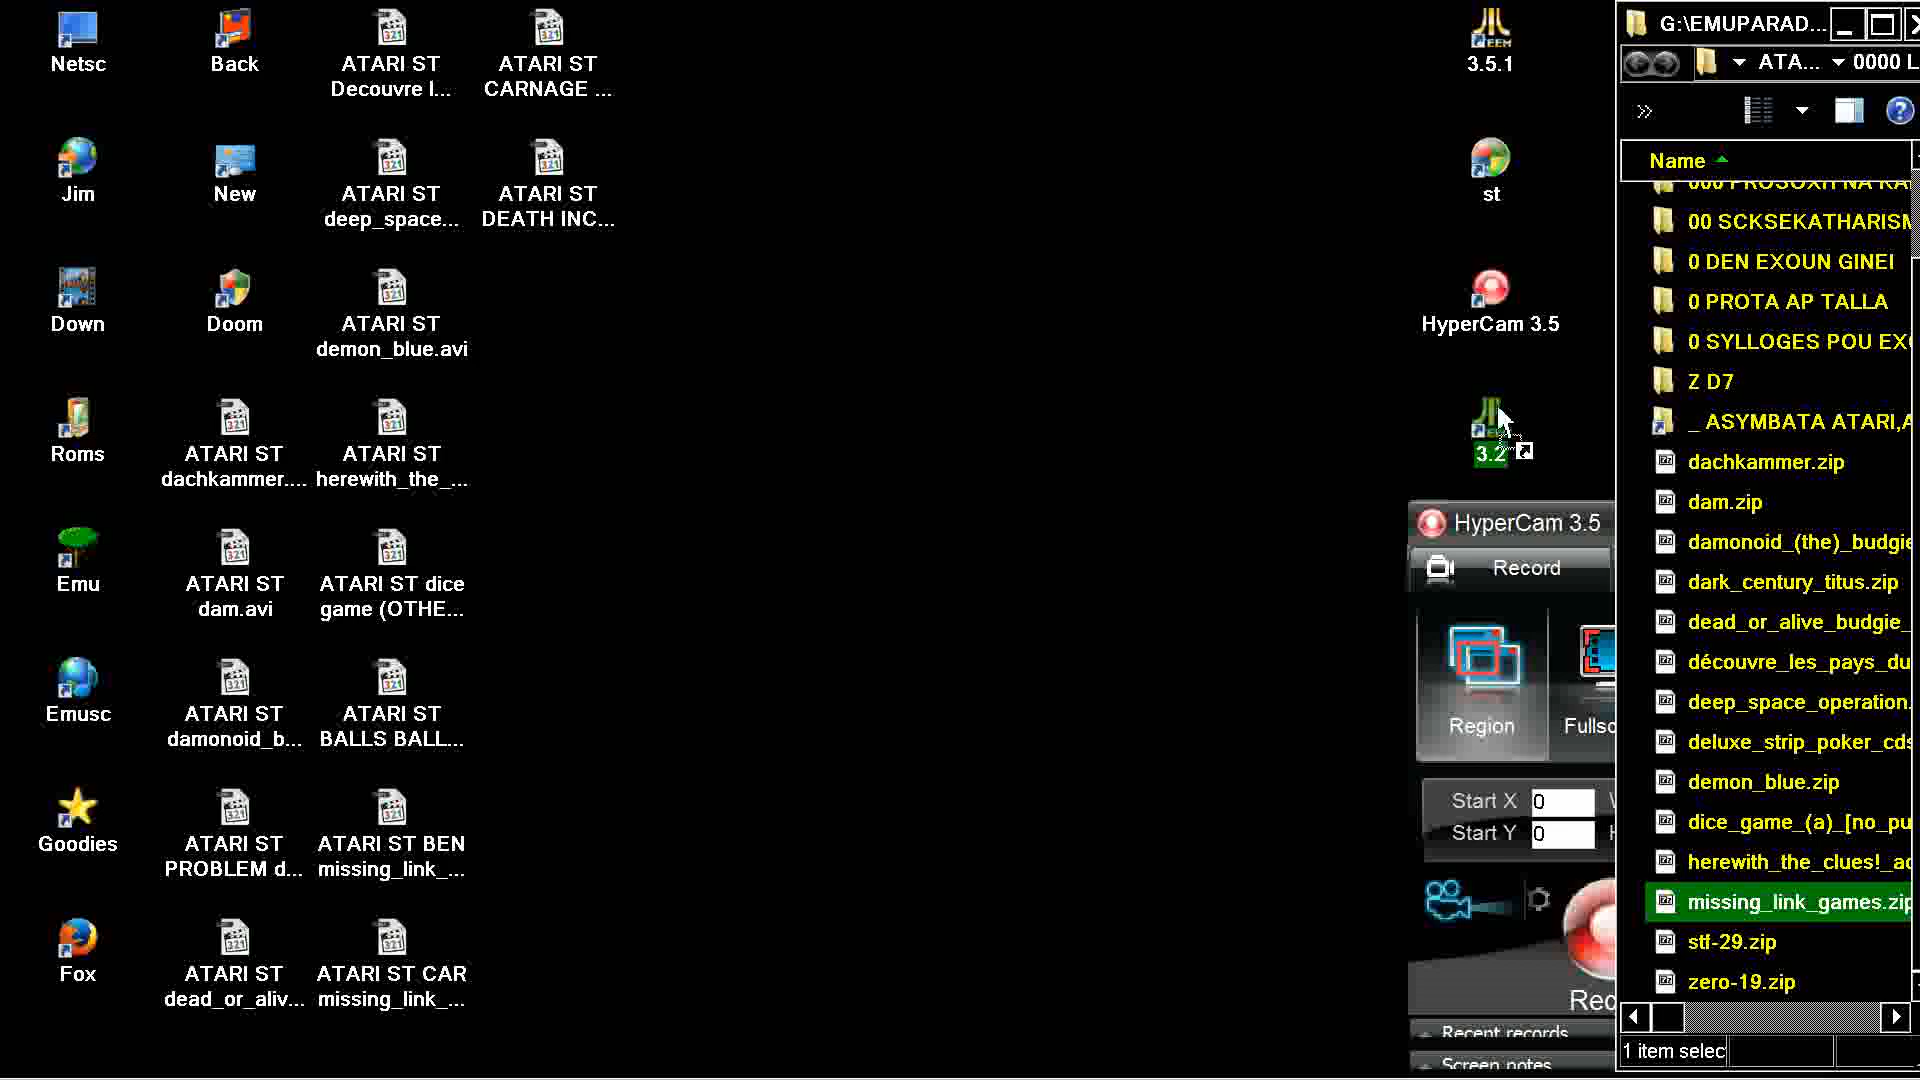 Netsc
Back
ATARI ST
Decouvre l...
ATARI ST
CARNAGE ...
Jim
New
ATARI ST
deep_space...
ATARI ST
DEATH INC...
Down
Doom
ATARI ST
demon_blue.avi
Roms
ATARI ST
dachkammer....
ATARI ST
herewith_the_...
Emu
ATARI ST
dam.avi
ATARI ST dice
game (OTHE...
Emusc
ATARI ST
damonoid_b...
ATARI ST
BALLS BALL...
Goodies
ATARI ST
PROBLEM d...
ATARI ST BEN
missing_link_...
Fox
ATARI ST
dead_or_aliv...
ATARI ST CAR
missing_link_...
3.5.1
st
HyperCam 3.5
3.2
HyperCam 3.5
Record
Region
Fullsc
Start X 0
Start Y 0
Rec
Recent records
Screen notes
G:\EMUPARAD...
ATA... 0000 L
Name
000 PROSOXH NA KA
00 SCKSEKATHARISM
0 DEN EXOUN GINEI
0 PROTA AP TALLA
0 SYLLOGES POU EXO
Z D7
_ ASYMBATA ATARI,A
dachkammer.zip
dam.zip
damonoid_(the)_budgie
dark_century_titus.zip
dead_or_alive_budgie_
découvre_les_pays_du
deep_space_operation.
deluxe_strip_poker_cds
demon_blue.zip
dice_game_(a)_[no_pu
herewith_the_clues!_ac
missing_link_games.zip
stf-29.zip
zero-19.zip
1 item selec